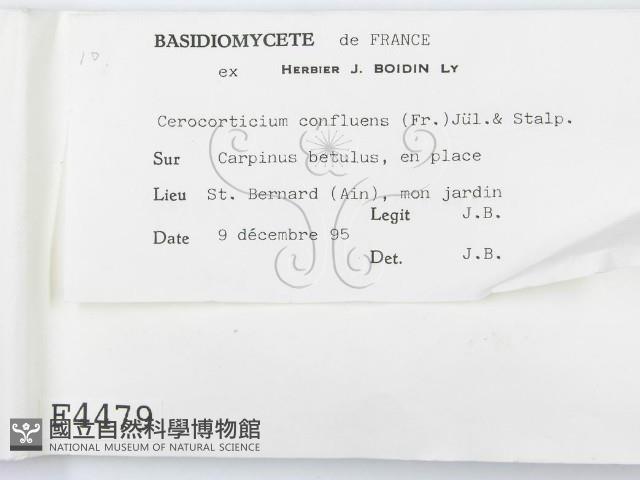 10.
BASIDIOMYCETE de FRANCE
ex HERBIER J. BOIDIN LY
Cerocorticium confluens (Fr.)Jül.& Stalp.
Sur Carpinus betulus, en place
Lieu St. Bernard (Ain), mon jardin
Legit J.B.
Date 9 décembre 95
Det. J.B.
F4479
國立自然科學博物館
NATIONAL MUSEUM OF NATURAL SCIENCE